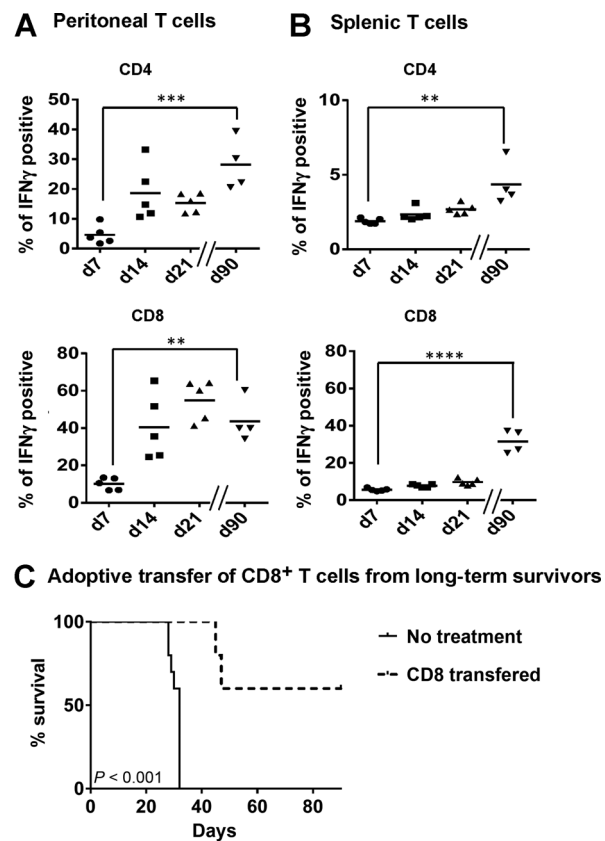 A Peritoneal T cells
CD4
% of IFNγ positive
50
40
30
20
10
0
***
d7 d14 d21 d90
CD8
% of IFNγ positive
80
60
40
20
0
**
d7 d14 d21 d90
B Splenic T cells
CD4
% of IFNγ positive
10
5
0
**
d7 d14 d21 d90
CD8
% of IFNγ positive
80
60
40
20
0
****
d7 d14 d21 d90
C Adoptive transfer of CD8+ T cells from long-term survivors
% survival
100
50
0
P < 0.001
0 20 40 60 80
Days
No treatment
CD8 transfered